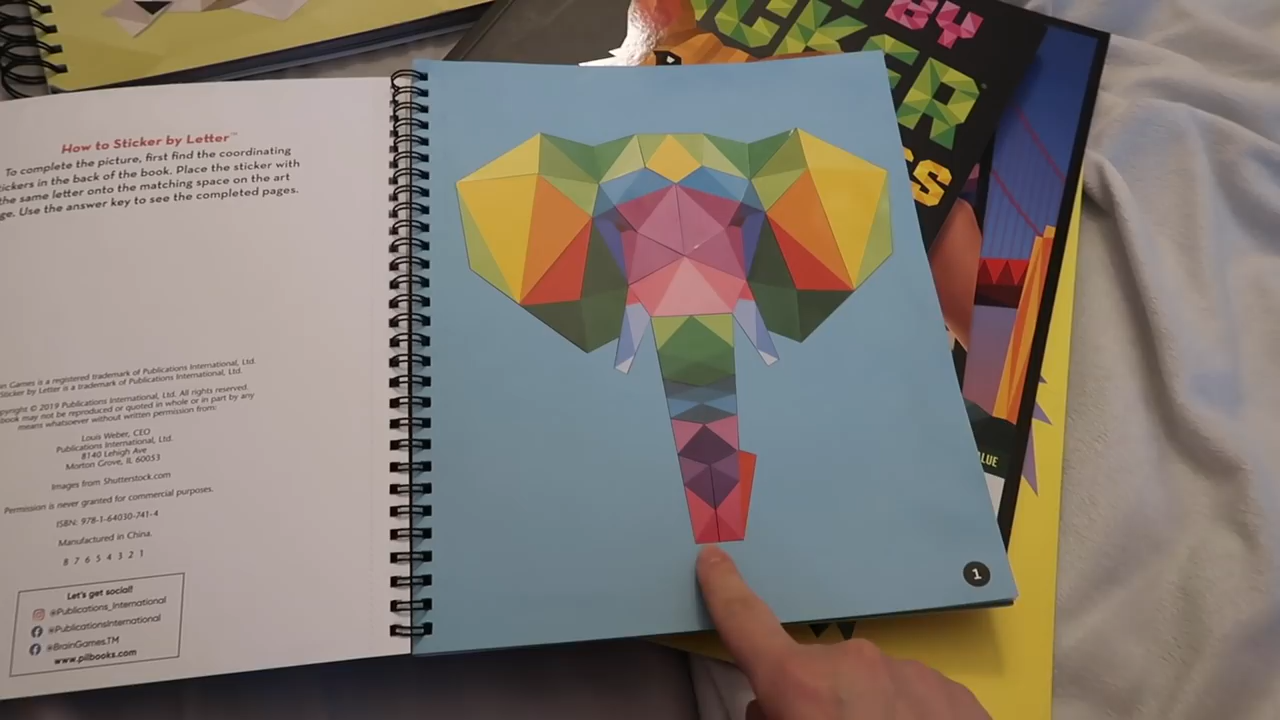 How to Sticker by Letter™
To complete the picture, first find the coordinating
stickers in the back of the book. Place the sticker with
the same letter onto the matching space on the art
ge. Use the answer key to see the completed pages.
in Games is a registered trademark of Publications International, Ltd.
Sticker by Letter is a trademark of Publications International, Ltd.
pyright © 2019 Publications International, Ltd. All rights reserved.
book may not be reproduced or quoted in whole or in part by any
means whatsoever without written permission from:
Louis Weber, CEO
Publications International, Ltd.
8140 Lehigh Ave
Morton Grove, IL 60053
Images from Shutterstock.com
Permission is never granted for commercial purposes.
ISBN: 978-1-64030-741-4
Manufactured in China.
8 7 6 5 4 3 2 1
Let's get social!
@Publications_International
@PublicationsInternational
@BrainGames.TM
www.pilbooks.com
1
BY
CKER
S
ALUE